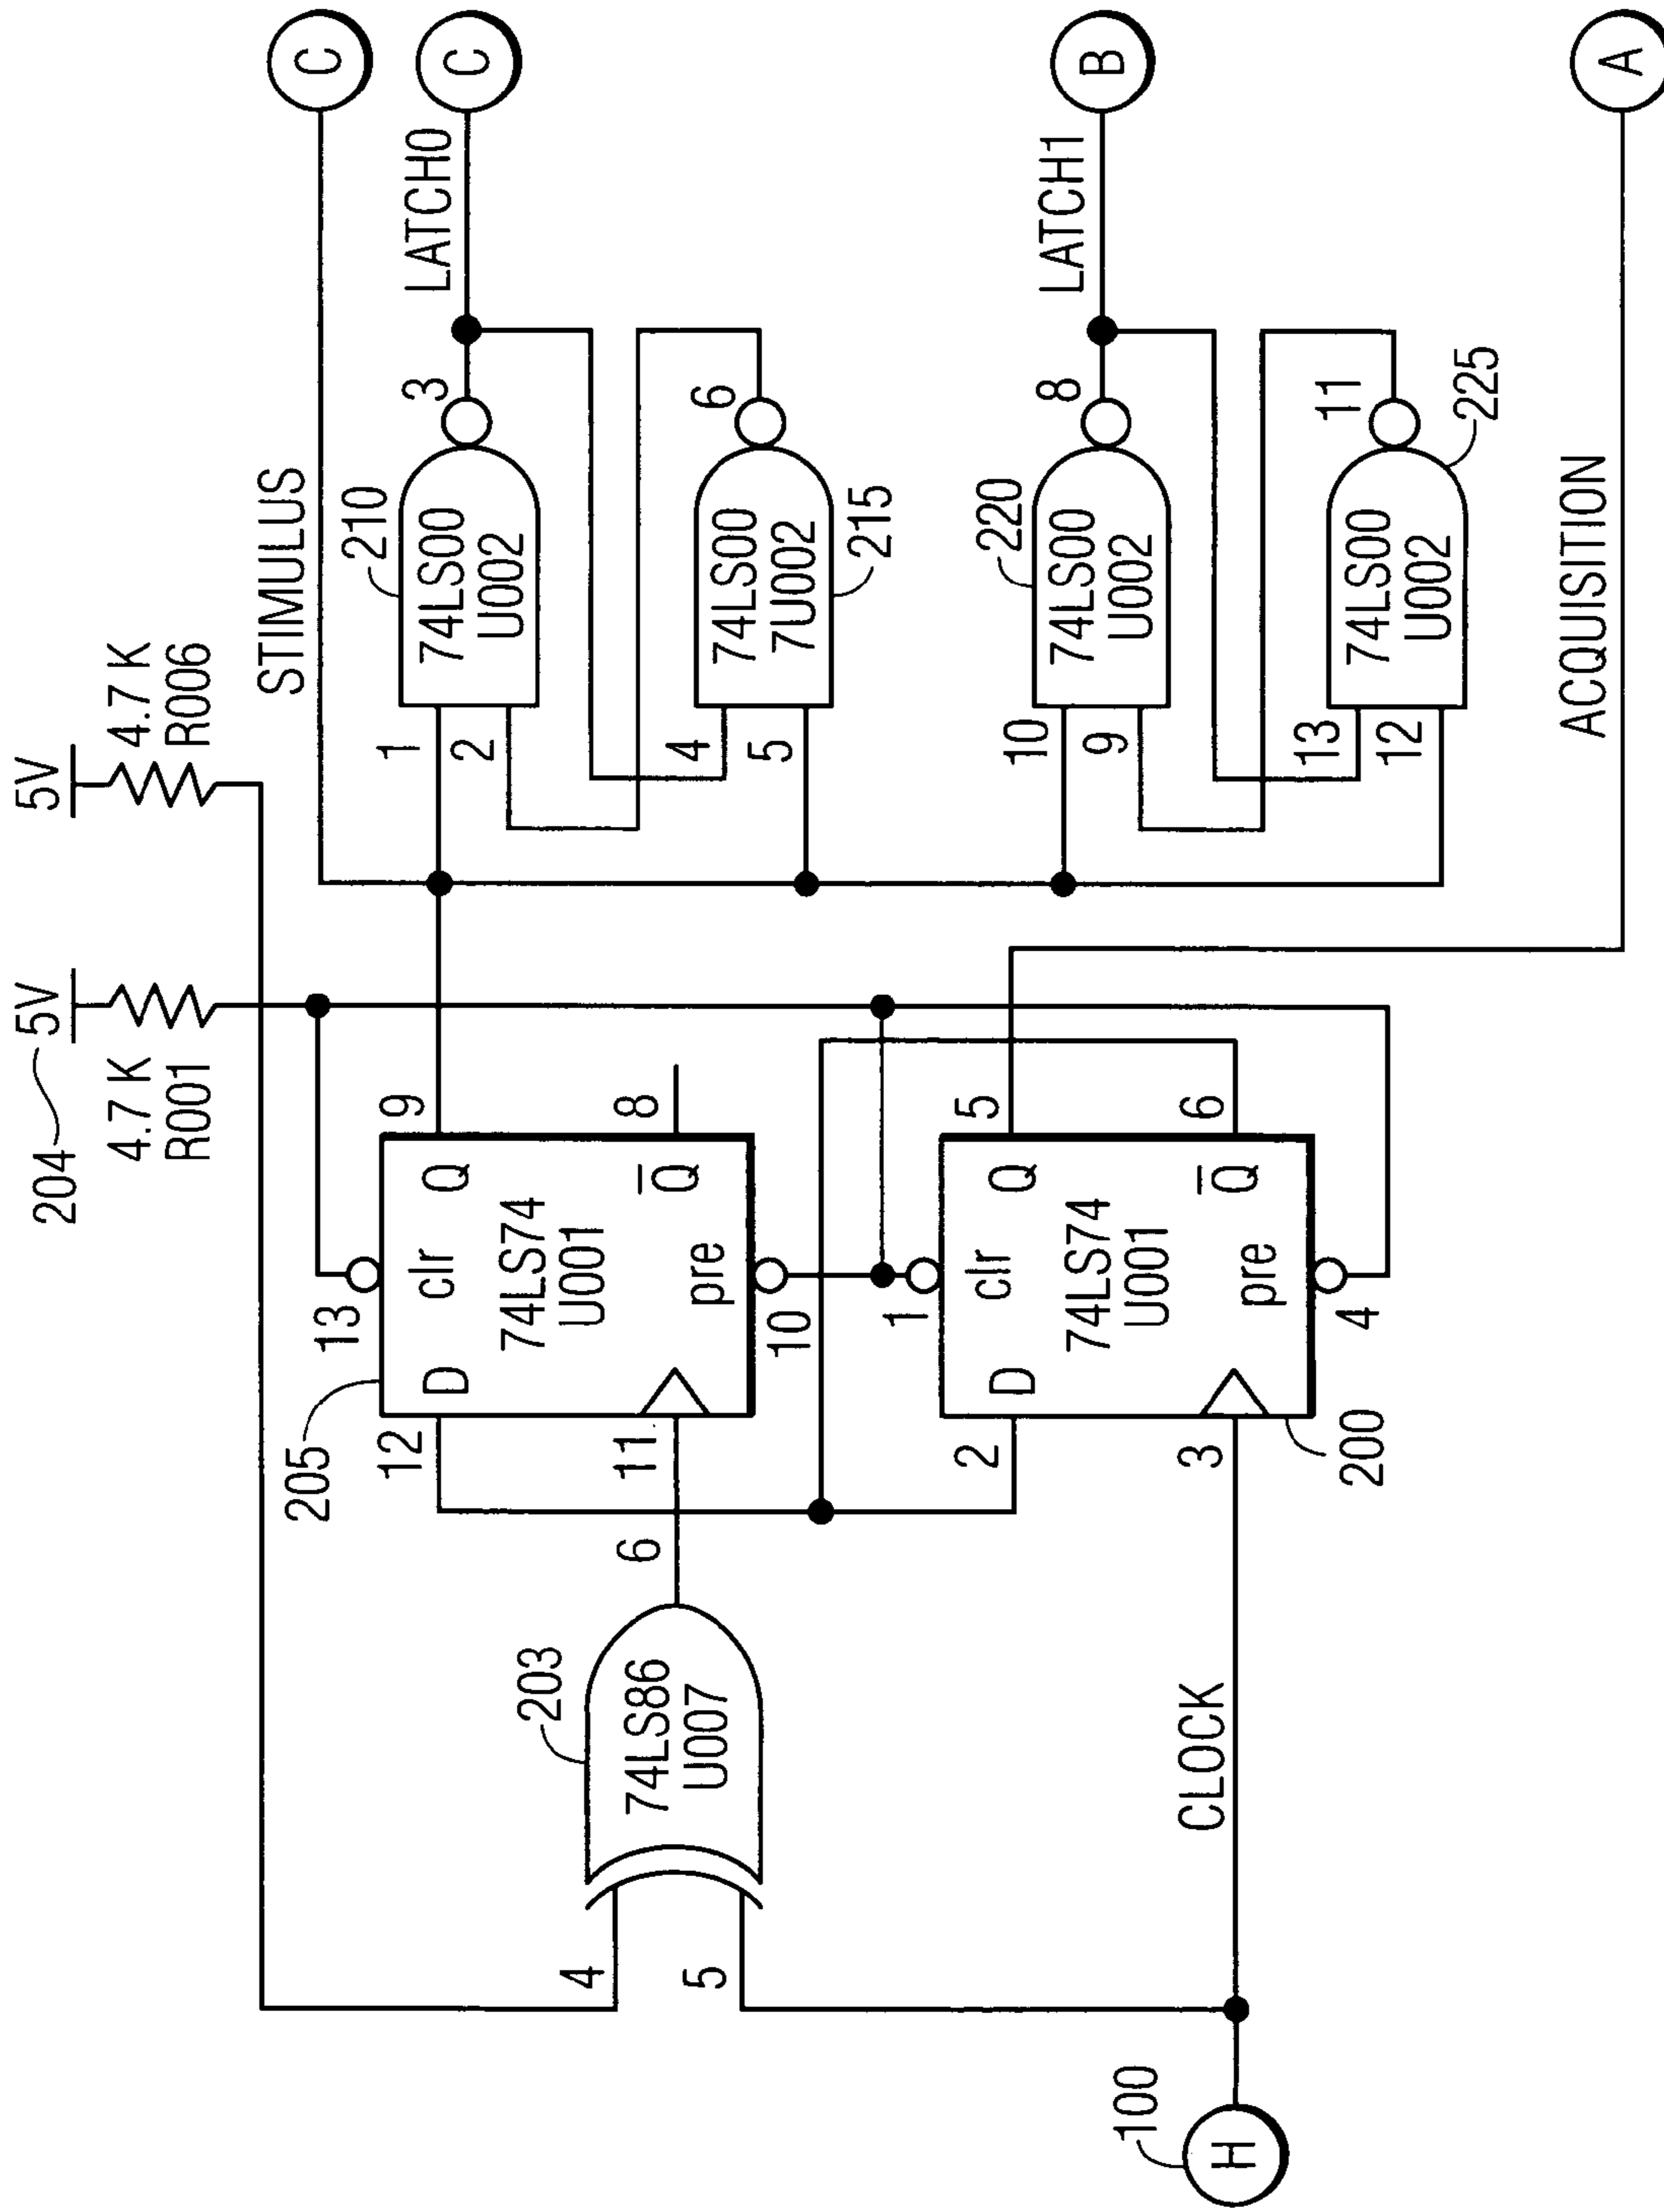 204
5V
4.7 K
R001
5V
4.7 K
R006
STIMULUS
C
LATCH0
C
205
13
12
D
clr
Q
9
74LS74
U001
11
pre
Q̅
8
10
1
2
D
clr
Q
5
74LS74
U001
3
pre
Q̅
6
4
200
203
4
5
74LS86
U007
6
100
H
CLOCK
210
1
2
74LS00
U002
3
4
5
74LS00
7U002
6
215
220
10
9
74LS00
U002
8
LATCH1
B
13
12
74LS00
U002
11
225
ACQUISITION
A